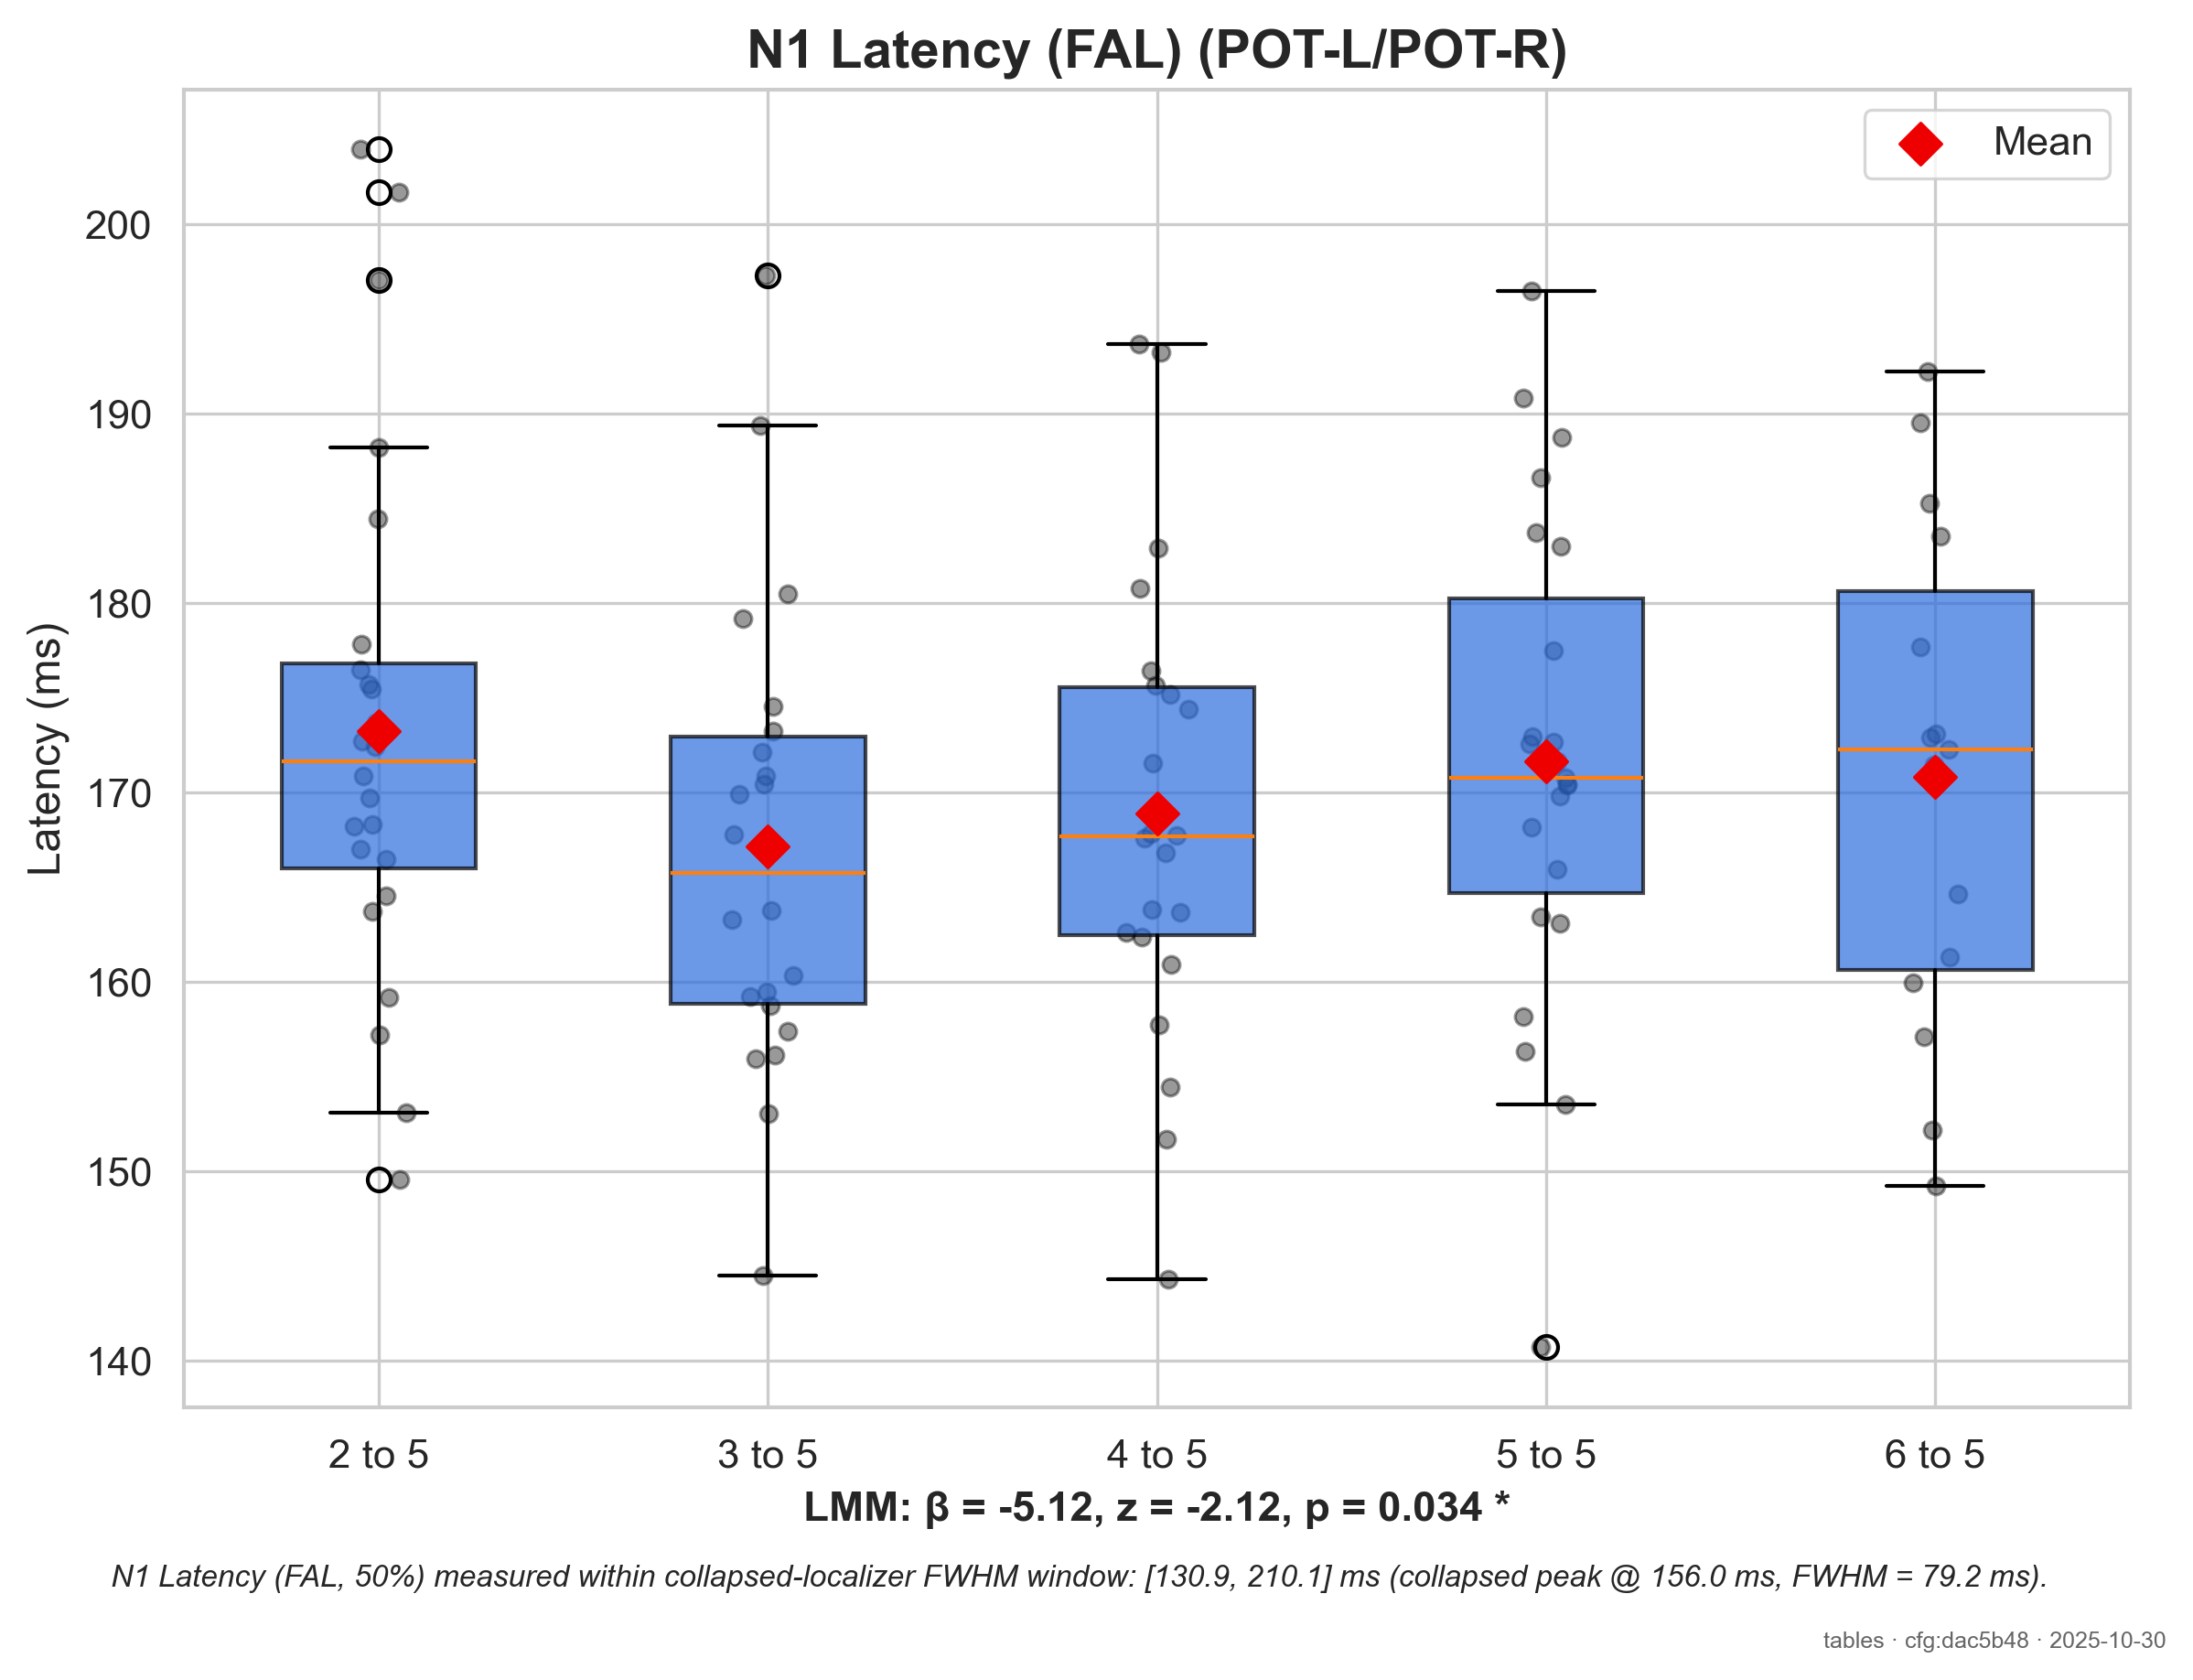 N1 Latency (FAL) (POT-L/POT-R)
Mean
Latency (ms)
200
190
180
170
160
150
140
2 to 5
3 to 5
4 to 5
5 to 5
6 to 5
LMM: β = -5.12, z = -2.12, p = 0.034 *
N1 Latency (FAL, 50%) measured within collapsed-localizer FWHM window: [130.9, 210.1] ms (collapsed peak @ 156.0 ms, FWHM = 79.2 ms).
tables · cfg:dac5b48 · 2025-10-30